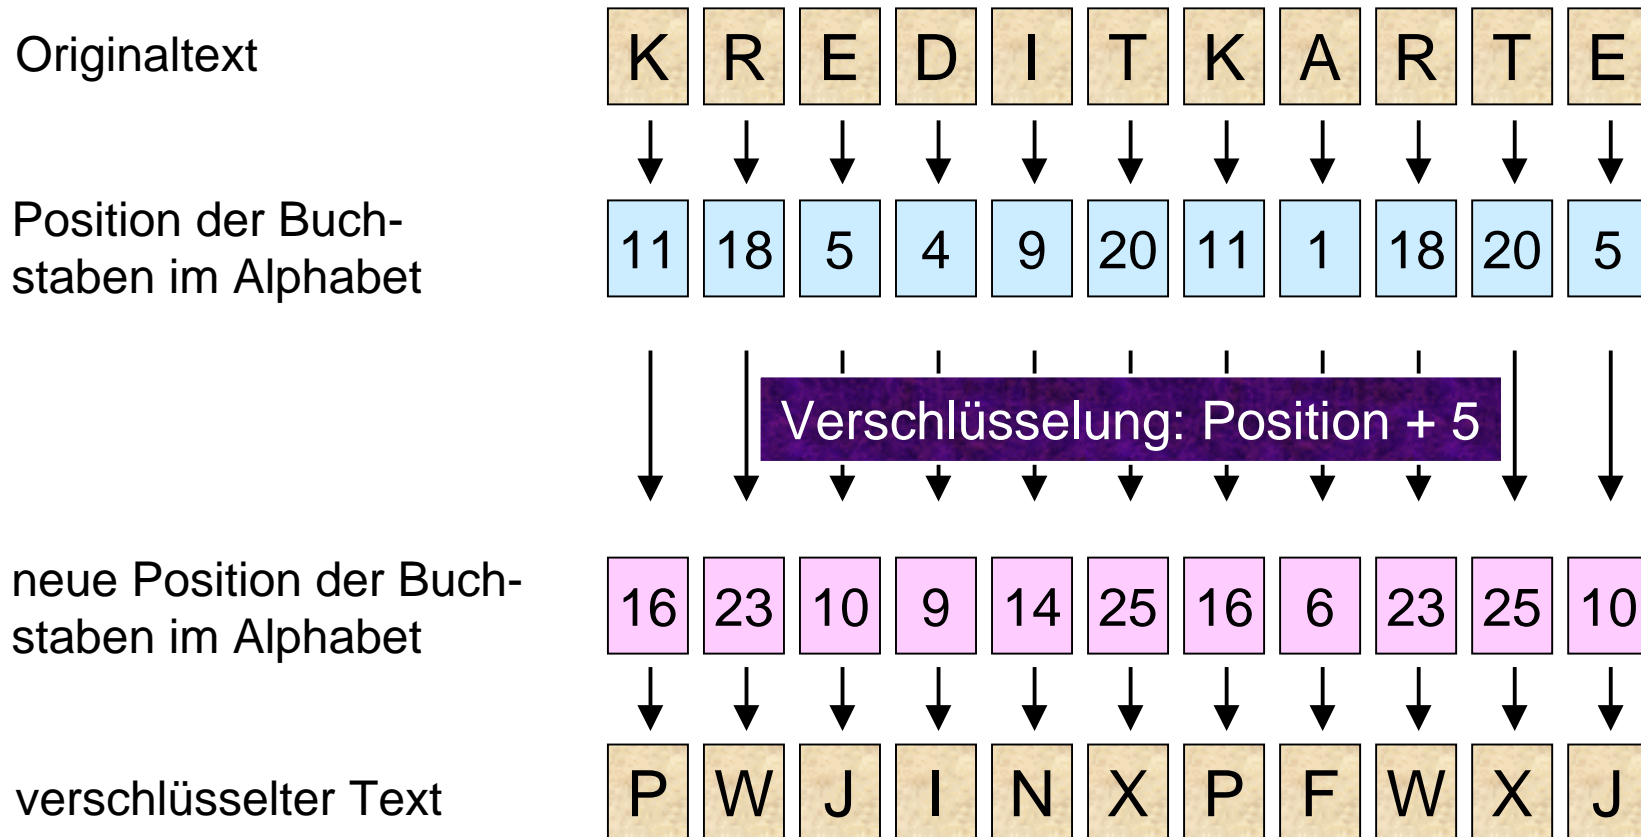 Originaltext K R E D I T K A R T E
Position der Buch-
staben im Alphabet 11 18 5 4 9 20 11 1 18 20 5
Verschlüsselung: Position + 5
neue Position der Buch-
staben im Alphabet 16 23 10 9 14 25 16 6 23 25 10
verschlüsselter Text P W J I N X P F W X J